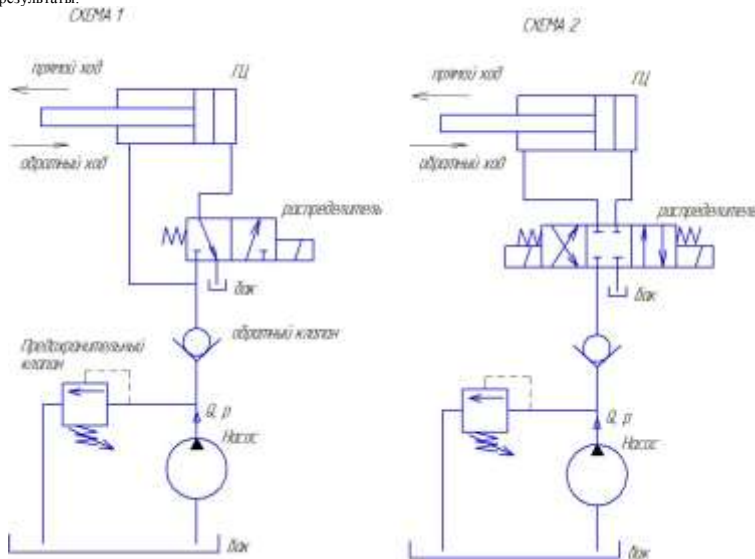 результаты.
СХЕМА 1
СХЕМА 2
прямой ход
ГЦ
прямой ход
ГЦ
обратный ход
обратный ход
распределитель
распределитель
бак
бак
обратный клапан
Предохранительный
клапан
Q, p
Q, p
Насос
Насос
бак
бак